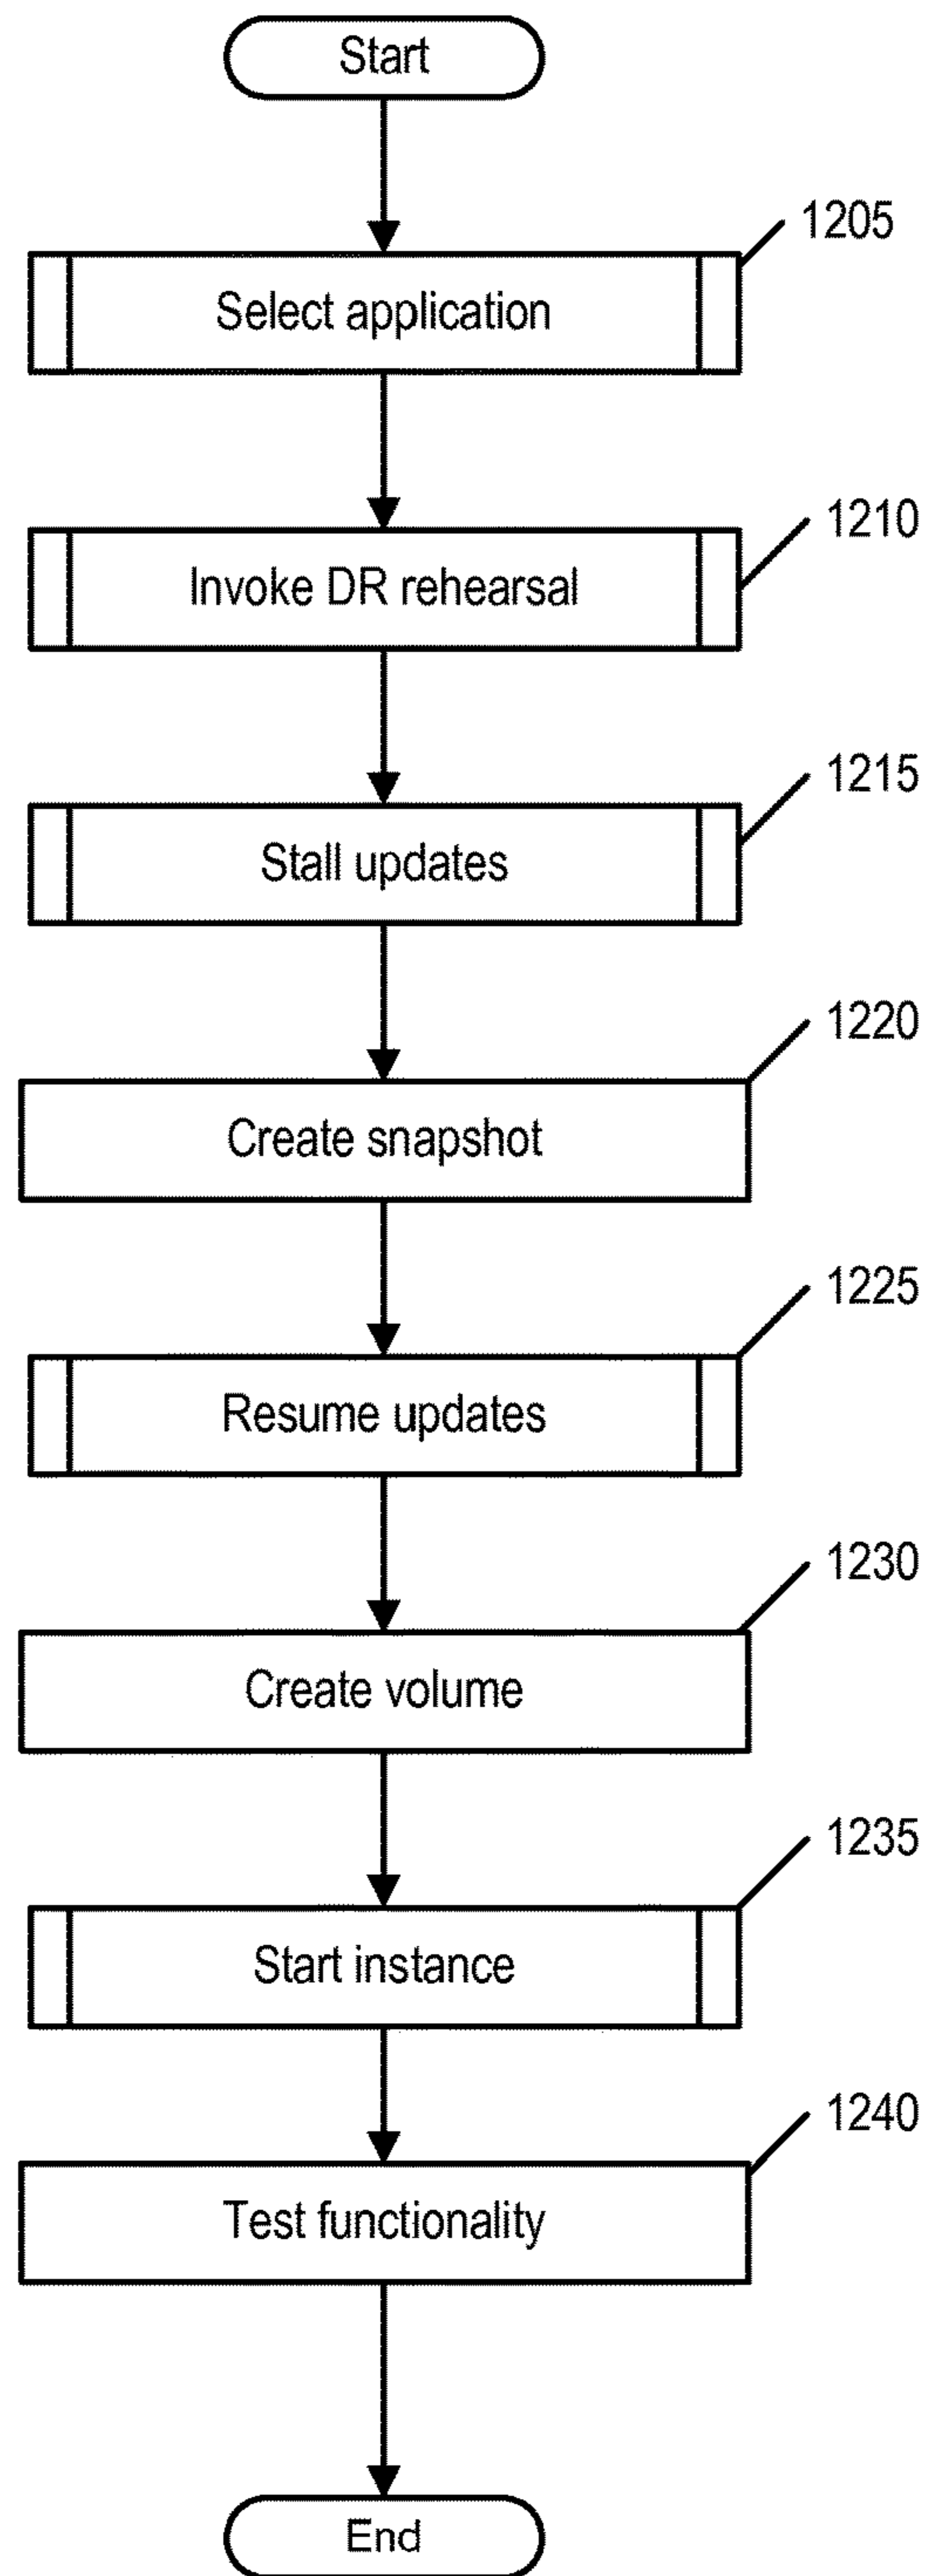 Start
1205
Select application
1210
Invoke DR rehearsal
1215
Stall updates
1220
Create snapshot
1225
Resume updates
1230
Create volume
1235
Start instance
1240
Test functionality
End